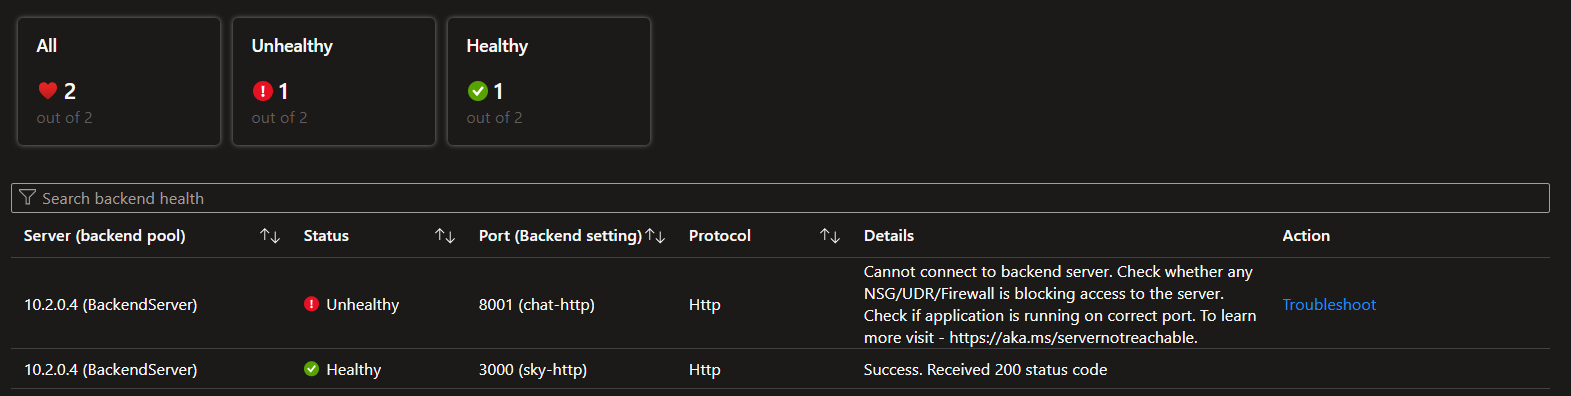 All
Unhealthy
Healthy
2
1
1
out of 2
out of 2
out of 2
Search backend health
Server (backend pool)
Status
Port (Backend setting)
Protocol
Details
Action
10.2.0.4 (BackendServer)
Unhealthy
8001 (chat-http)
Http
Cannot connect to backend server. Check whether any
NSG/UDR/Firewall is blocking access to the server.
Check if application is running on correct port. To learn
more visit - https://aka.ms/servernotreachable.
Troubleshoot
10.2.0.4 (BackendServer)
Healthy
3000 (sky-http)
Http
Success. Received 200 status code